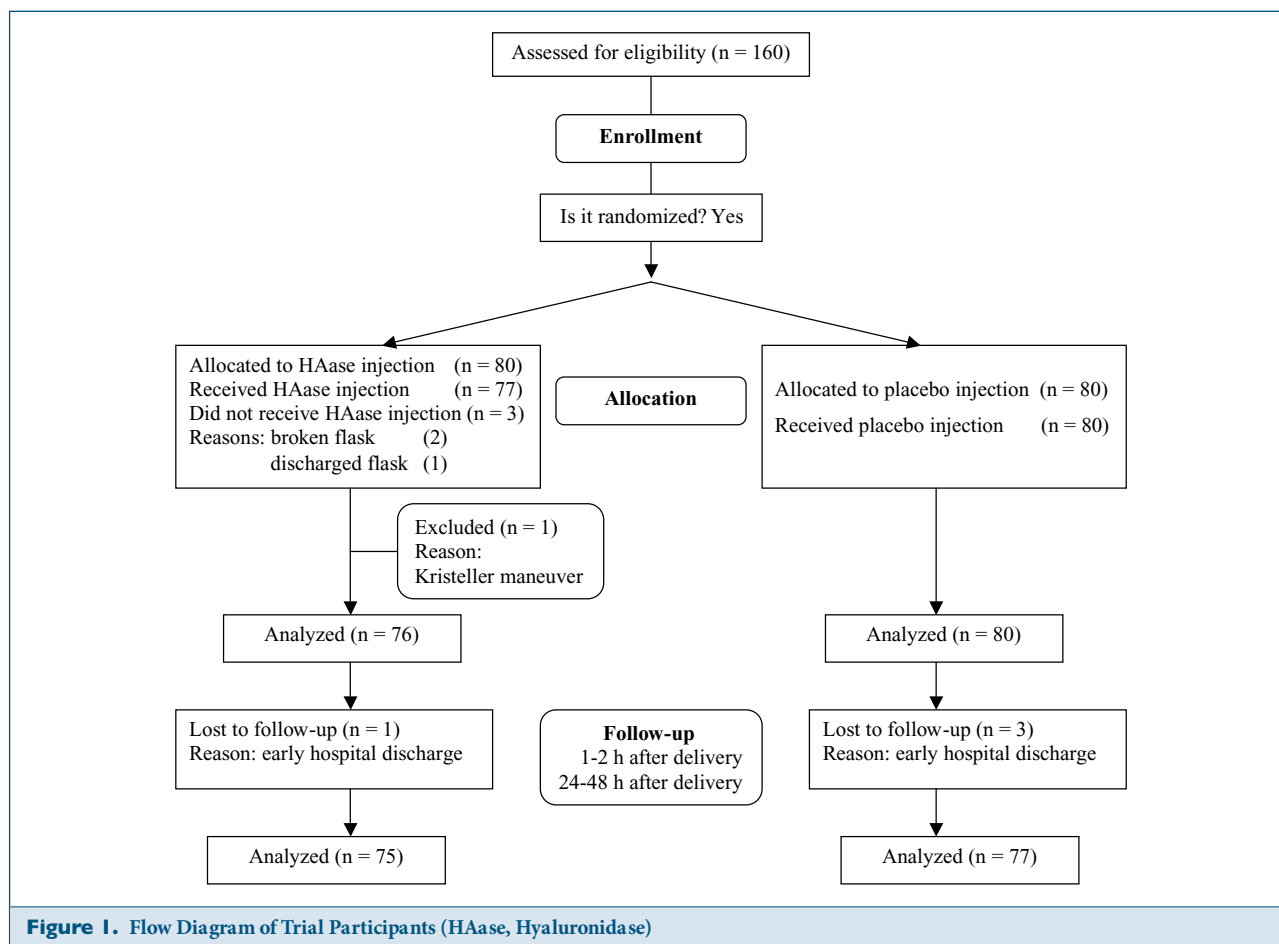 Assessed for eligibility (n = 160)
Enrollment
Is it randomized? Yes
Allocated to HAase injection (n = 80)
Received HAase injection (n = 77)
Did not receive HAase injection (n = 3)
Reasons: broken flask (2)
discharged flask (1)
Allocation
Allocated to placebo injection (n = 80)
Received placebo injection (n = 80)
Excluded (n = 1)
Reason:
Kristeller maneuver
Analyzed (n = 76)
Analyzed (n = 80)
Lost to follow-up (n = 1)
Reason: early hospital discharge
Follow-up
1-2 h after delivery
24-48 h after delivery
Lost to follow-up (n = 3)
Reason: early hospital discharge
Analyzed (n = 75)
Analyzed (n = 77)
Figure 1. Flow Diagram of Trial Participants (HAase, Hyaluronidase)